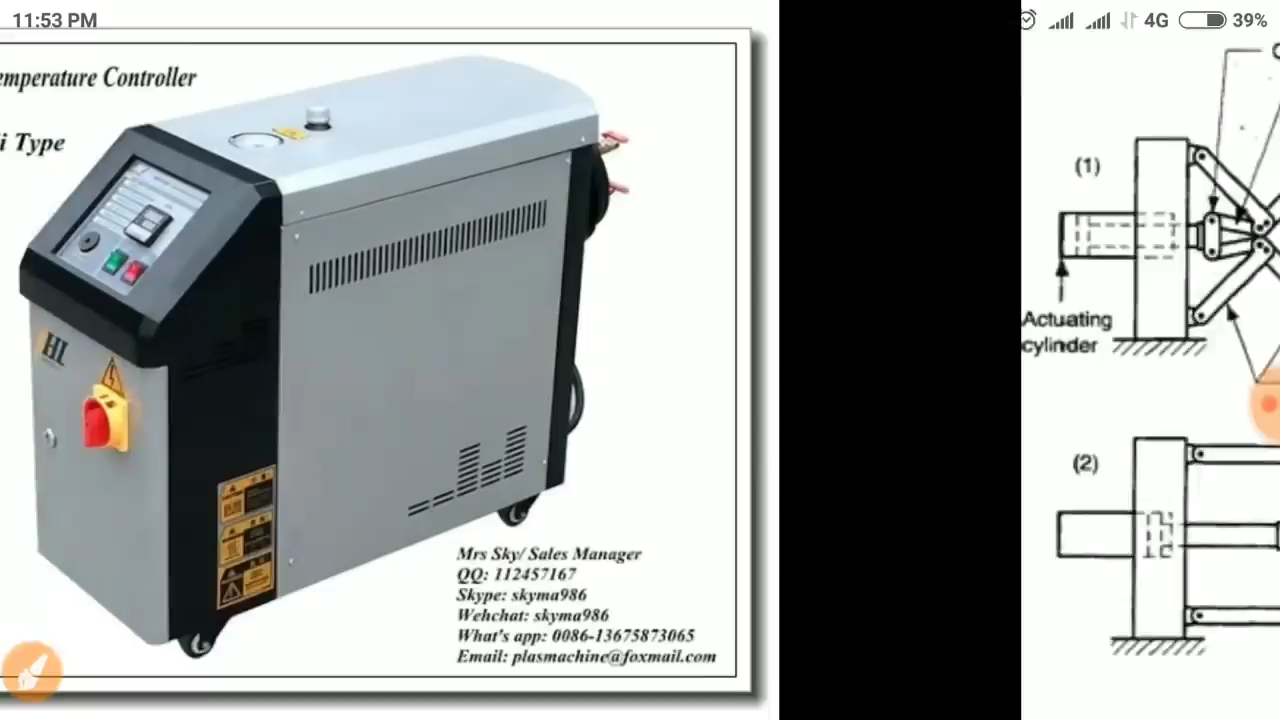 11:53 PM
4G
39%
emperature Controller
i Type
HI
Mrs Sky/ Sales Manager
QQ: 112457167
Skype: skyma986
Wehchat: skyma986
What's app: 0086-13675873065
Email: plasmachine@foxmail.com
(1)
Actuating
cylinder
(2)